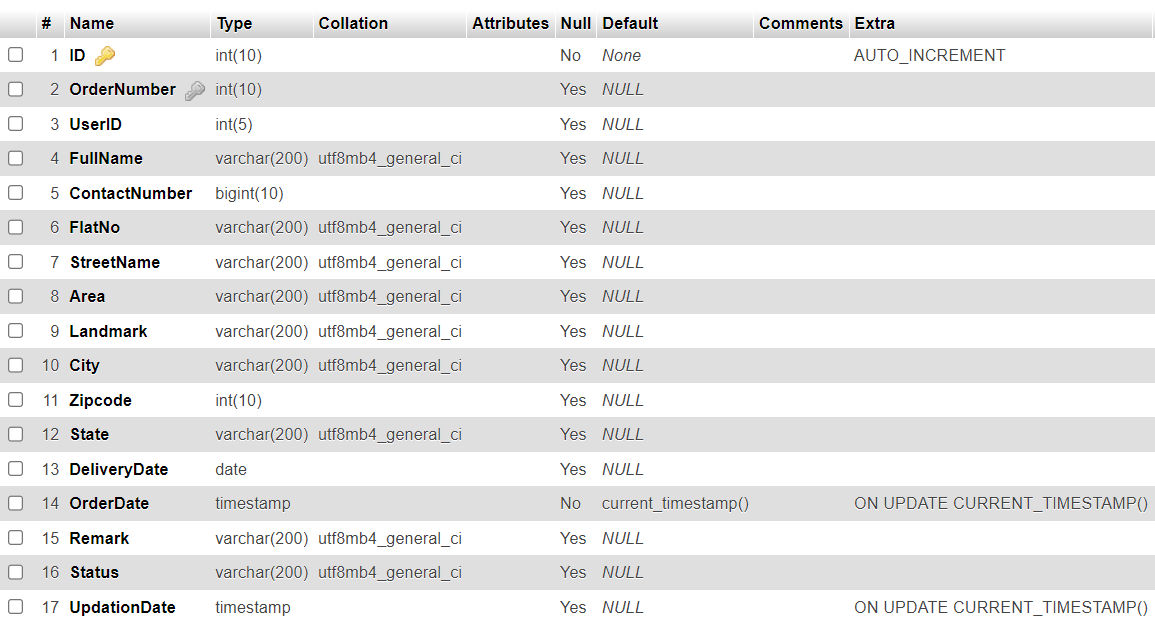 # Name Type Collation Attributes Null Default Comments Extra
1 ID int(10) No None AUTO_INCREMENT
2 OrderNumber int(10) Yes NULL
3 UserID int(5) Yes NULL
4 FullName varchar(200) utf8mb4_general_ci Yes NULL
5 ContactNumber bigint(10) Yes NULL
6 FlatNo varchar(200) utf8mb4_general_ci Yes NULL
7 StreetName varchar(200) utf8mb4_general_ci Yes NULL
8 Area varchar(200) utf8mb4_general_ci Yes NULL
9 Landmark varchar(200) utf8mb4_general_ci Yes NULL
10 City varchar(200) utf8mb4_general_ci Yes NULL
11 Zipcode int(10) Yes NULL
12 State varchar(200) utf8mb4_general_ci Yes NULL
13 DeliveryDate date Yes NULL
14 OrderDate timestamp No current_timestamp() ON UPDATE CURRENT_TIMESTAMP()
15 Remark varchar(200) utf8mb4_general_ci Yes NULL
16 Status varchar(200) utf8mb4_general_ci Yes NULL
17 UpdationDate timestamp Yes NULL ON UPDATE CURRENT_TIMESTAMP()